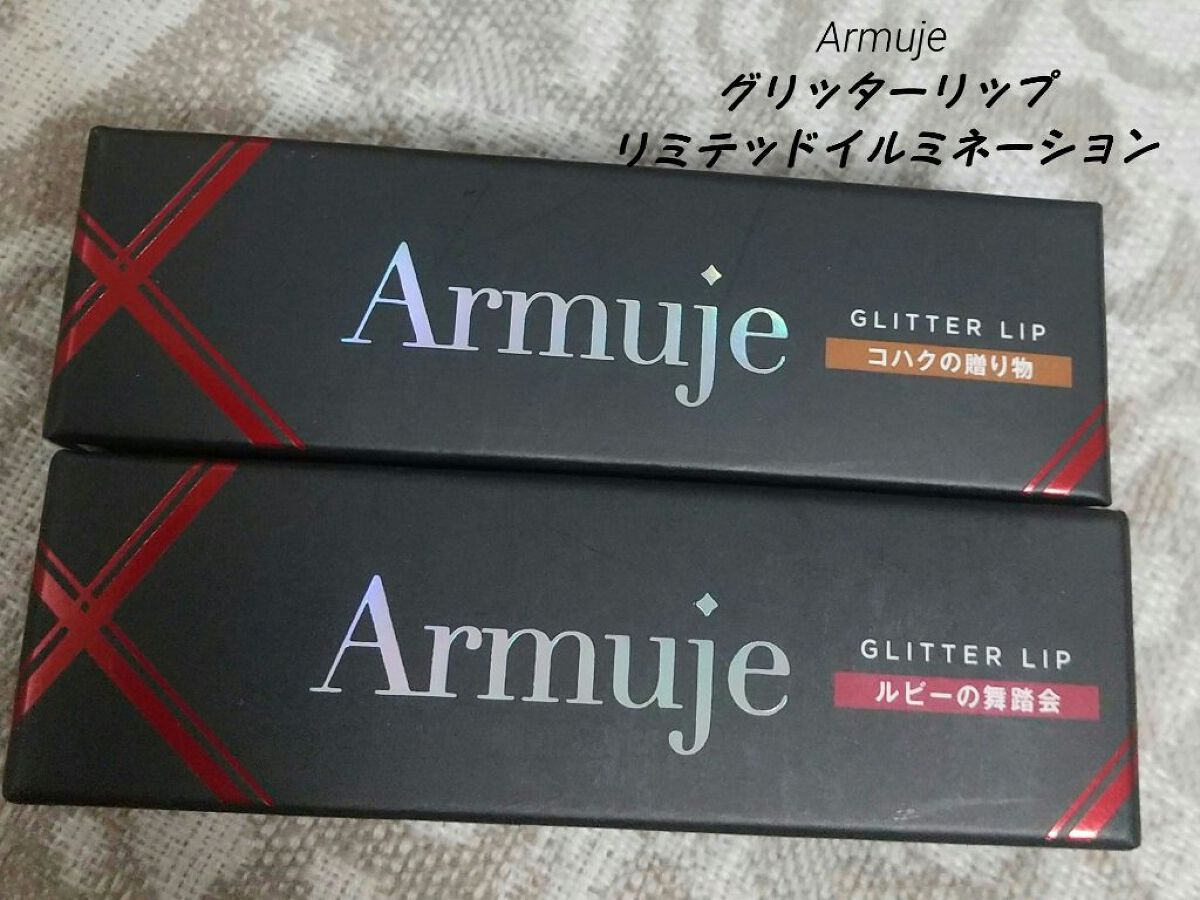 Armuje
グリッターリップ
リミテッドイルミネーション
Armuje
GLITTER LIP
コハクの贈り物
Armuje
GLITTER LIP
ルビーの舞踏会